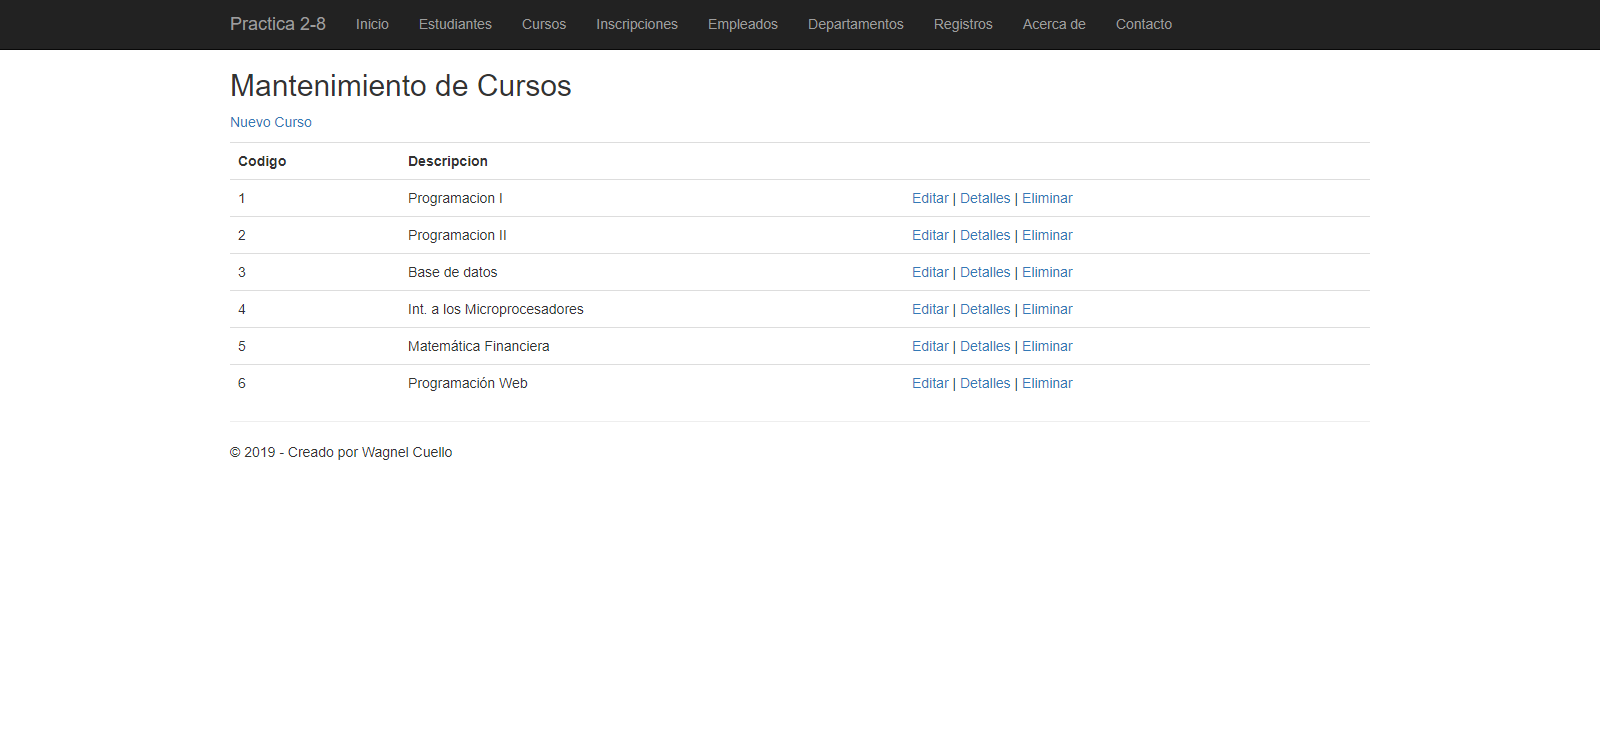 Practica 2-8 Inicio Estudiantes Cursos Inscripciones Empleados Departamentos Registros Acerca de Contacto
Mantenimiento de Cursos
Nuevo Curso
Codigo Descripcion
1 Programacion I Editar | Detalles | Eliminar
2 Programacion II Editar | Detalles | Eliminar
3 Base de datos Editar | Detalles | Eliminar
4 Int. a los Microprocesadores Editar | Detalles | Eliminar
5 Matemática Financiera Editar | Detalles | Eliminar
6 Programación Web Editar | Detalles | Eliminar
© 2019 - Creado por Wagnel Cuello